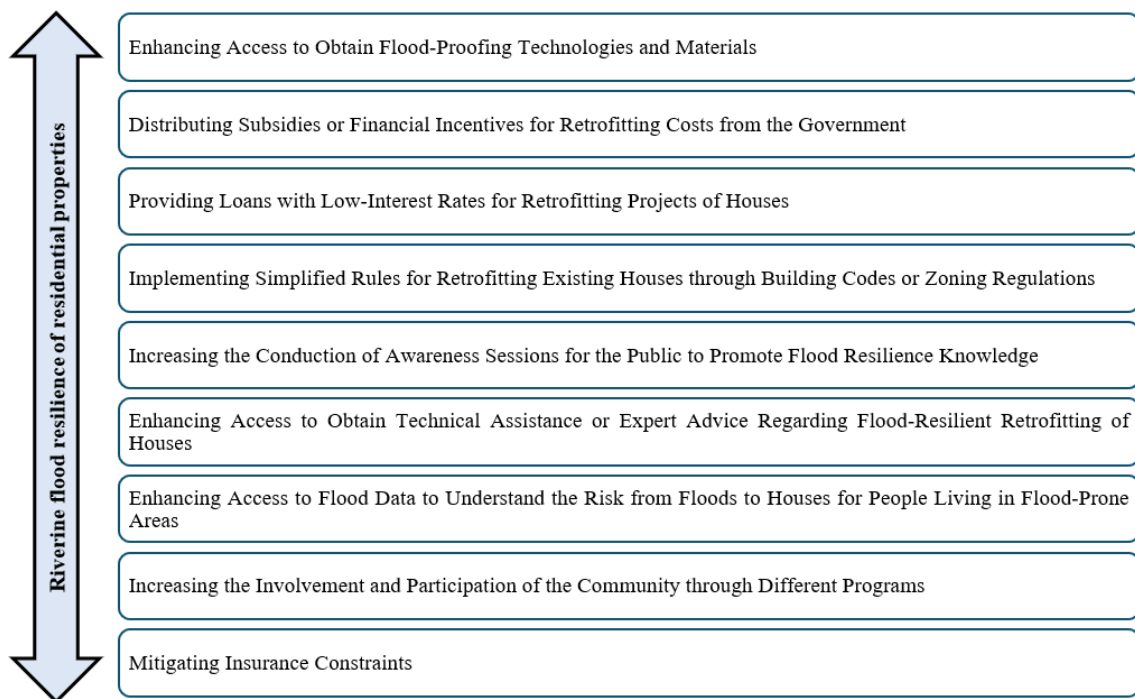 Riverine flood resilience of residential properties
Enhancing Access to Obtain Flood-Proofing Technologies and Materials
Distributing Subsidies or Financial Incentives for Retrofitting Costs from the Government
Providing Loans with Low-Interest Rates for Retrofitting Projects of Houses
Implementing Simplified Rules for Retrofitting Existing Houses through Building Codes or Zoning Regulations
Increasing the Conduction of Awareness Sessions for the Public to Promote Flood Resilience Knowledge
Enhancing Access to Obtain Technical Assistance or Expert Advice Regarding Flood-Resilient Retrofitting of
Houses
Enhancing Access to Flood Data to Understand the Risk from Floods to Houses for People Living in Flood-Prone
Areas
Increasing the Involvement and Participation of the Community through Different Programs
Mitigating Insurance Constraints